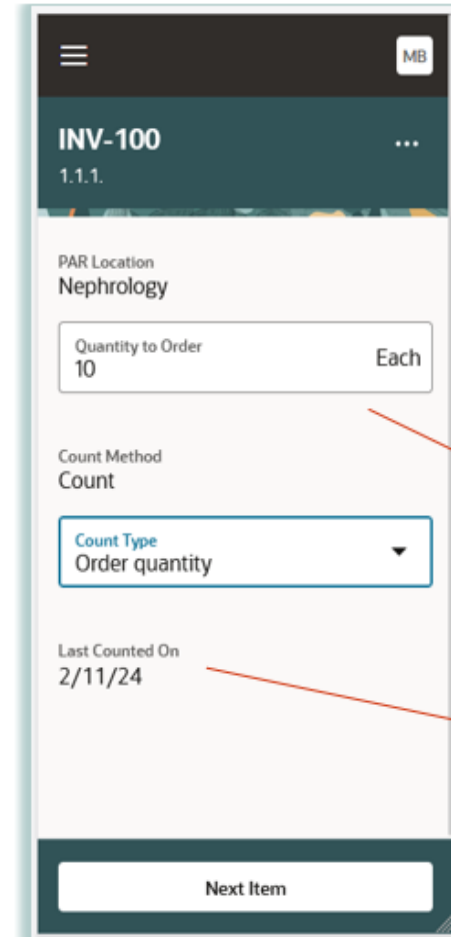 MB
INV-100
1.1.1.
PAR Location
Nephrology
Quantity to Order
10 Each
Count Method
Count
Count Type
Order quantity
Last Counted On
2/11/24
Next Item